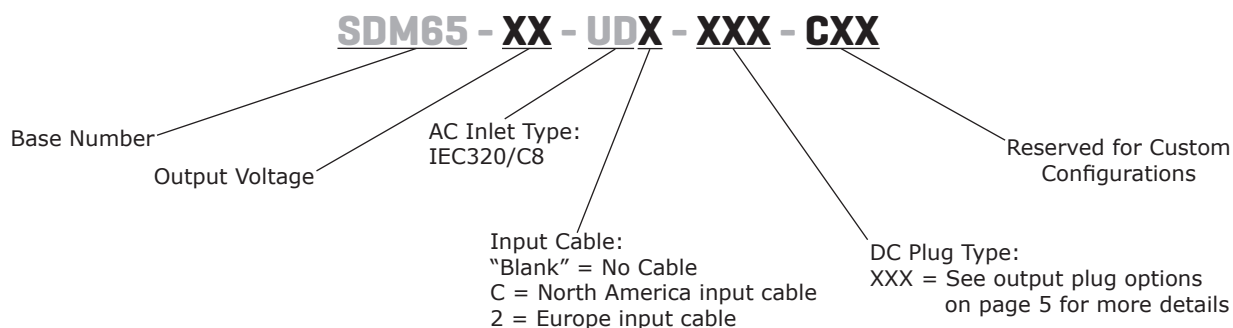 SDM65 - XX - UDX - XXX - CXX
Base Number
Output Voltage
AC Inlet Type:
IEC320/C8
Input Cable:
“Blank” = No Cable
C = North America input cable
2 = Europe input cable
DC Plug Type:
XXX = See output plug options
on page 5 for more details
Reserved for Custom
Configurations